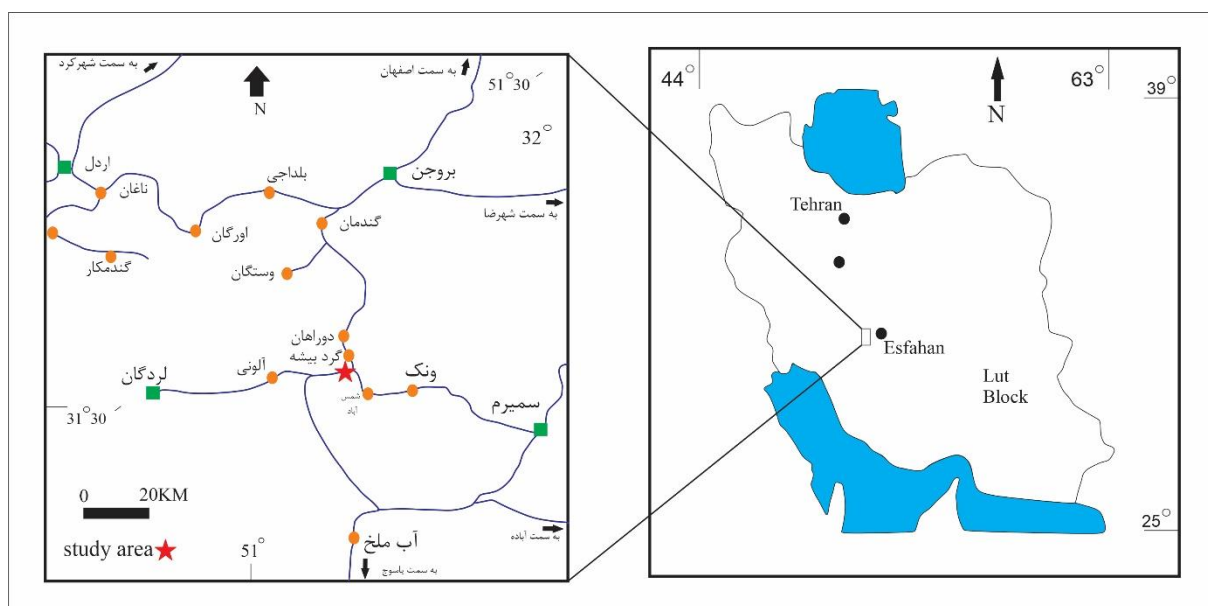 به سمت شهرکرد
به سمت اصفهان
51° 30′
N
32°
اردل
ناغان
بلداجی
بروجن
به سمت شهرضا
گندمان
اورگان
گندمکار
وستگان
دوراهان
گرد بیشه
آلونی
لردگان
ونک
شمس
آباد
سمیرم
31° 30′
0 20KM
آب ملخ
به سمت آباده
study area
51°
به سمت یاسوج
44°
63°
39°
N
Tehran
Esfahan
Lut
Block
25°